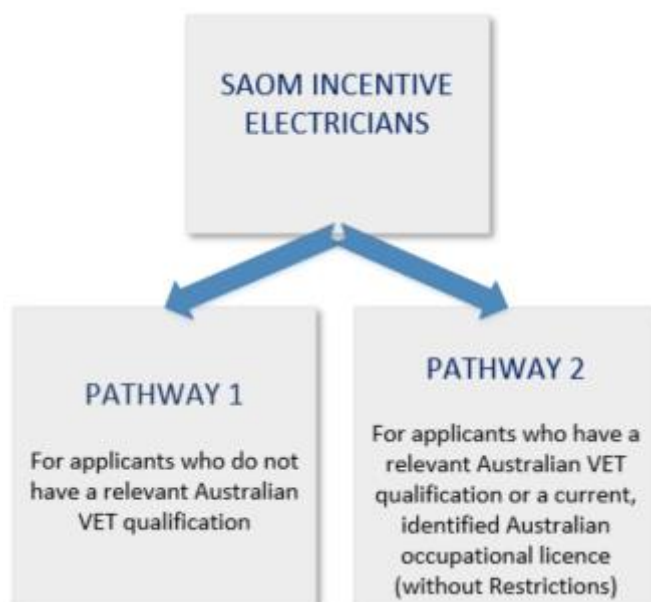 SAOM INCENTIVE
ELECTRICIANS
PATHWAY 1
For applicants who do not
have a relevant Australian
VET qualification
PATHWAY 2
For applicants who have a
relevant Australian VET
qualification or a current,
identified Australian
occupational licence
(without Restrictions)